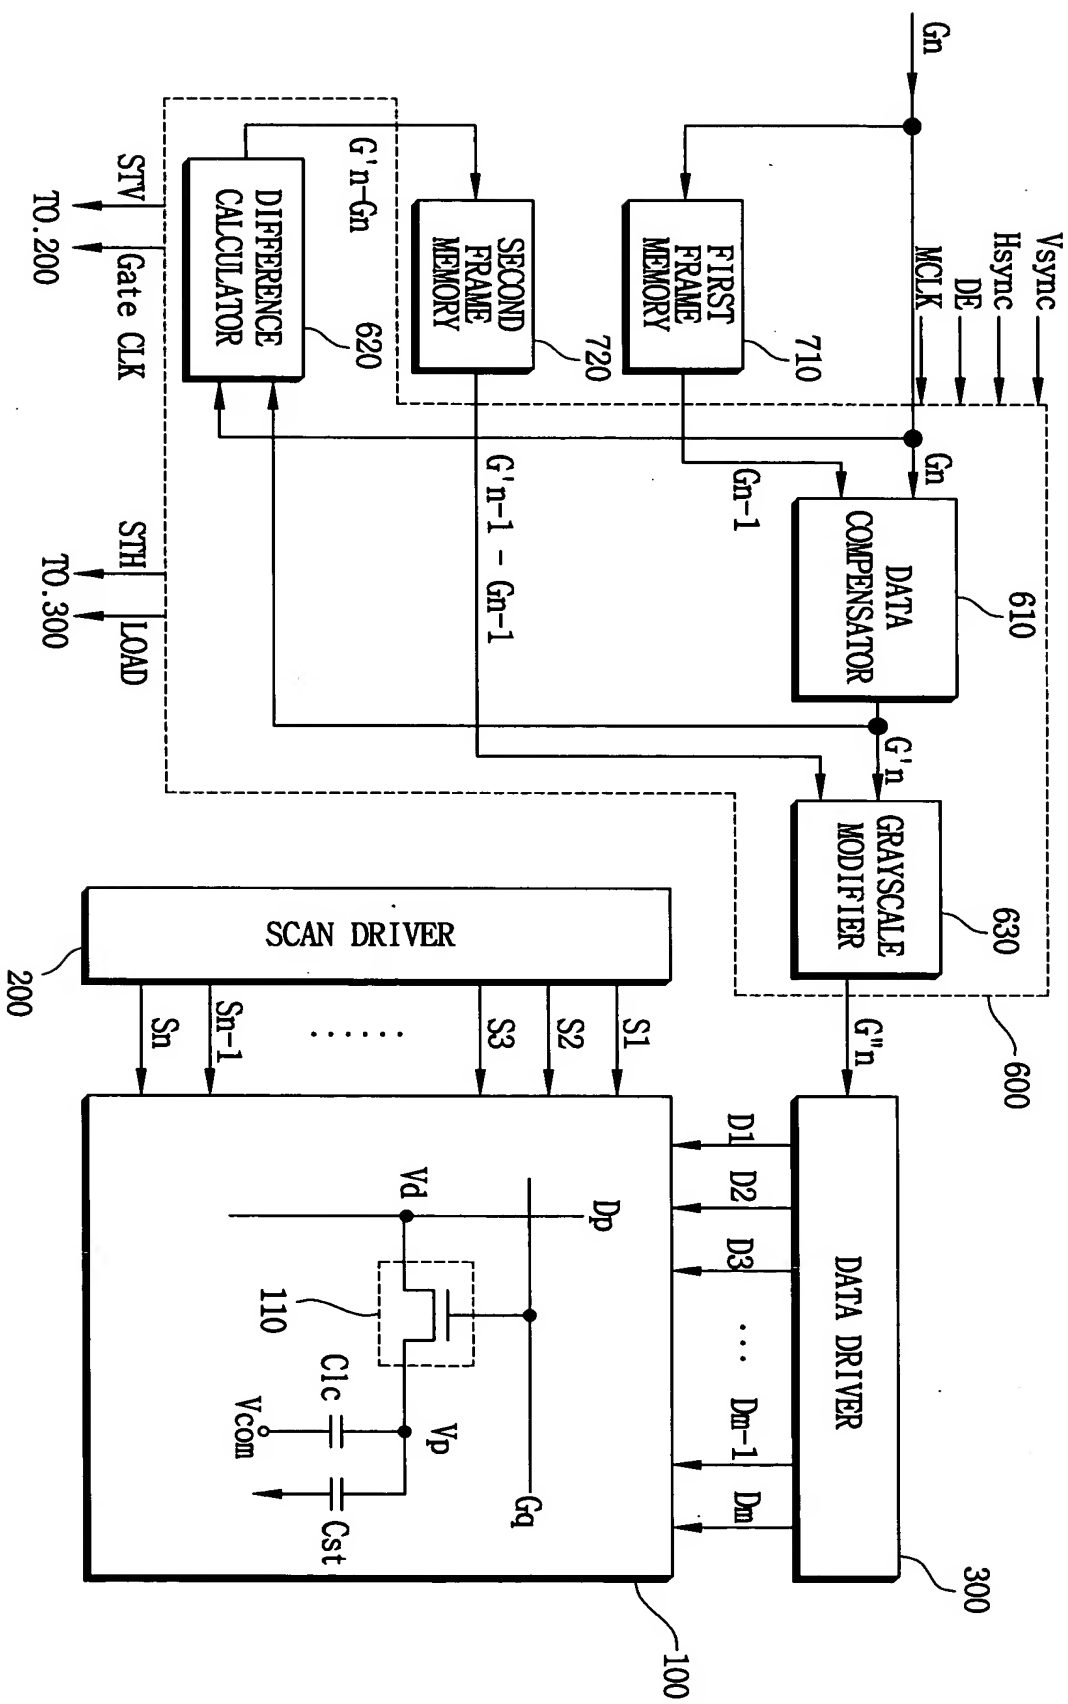 Gn
Vsync
Hsync
DE
MCLK
FIRST
FRAME
MEMORY
710
SECOND
FRAME
MEMORY
720
G'n-Gn
DIFFERENCE
CALCULATOR
620
STV
Gate CLK
TO.200
Gn
Gn-1
G'n-1 - Gn-1
DATA
COMPENSATOR
610
STH
LOAD
TO.300
G'n
GRAYSCALE
MODIFIER
630
G"n
600
SCAN DRIVER
200
S1
S2
S3
......
Sn-1
Sn
DATA DRIVER
300
D1
D2
D3
...
Dm-1
Dm
Dp
Vd
110
Gq
Vp
Clc
Vcom
Cst
100